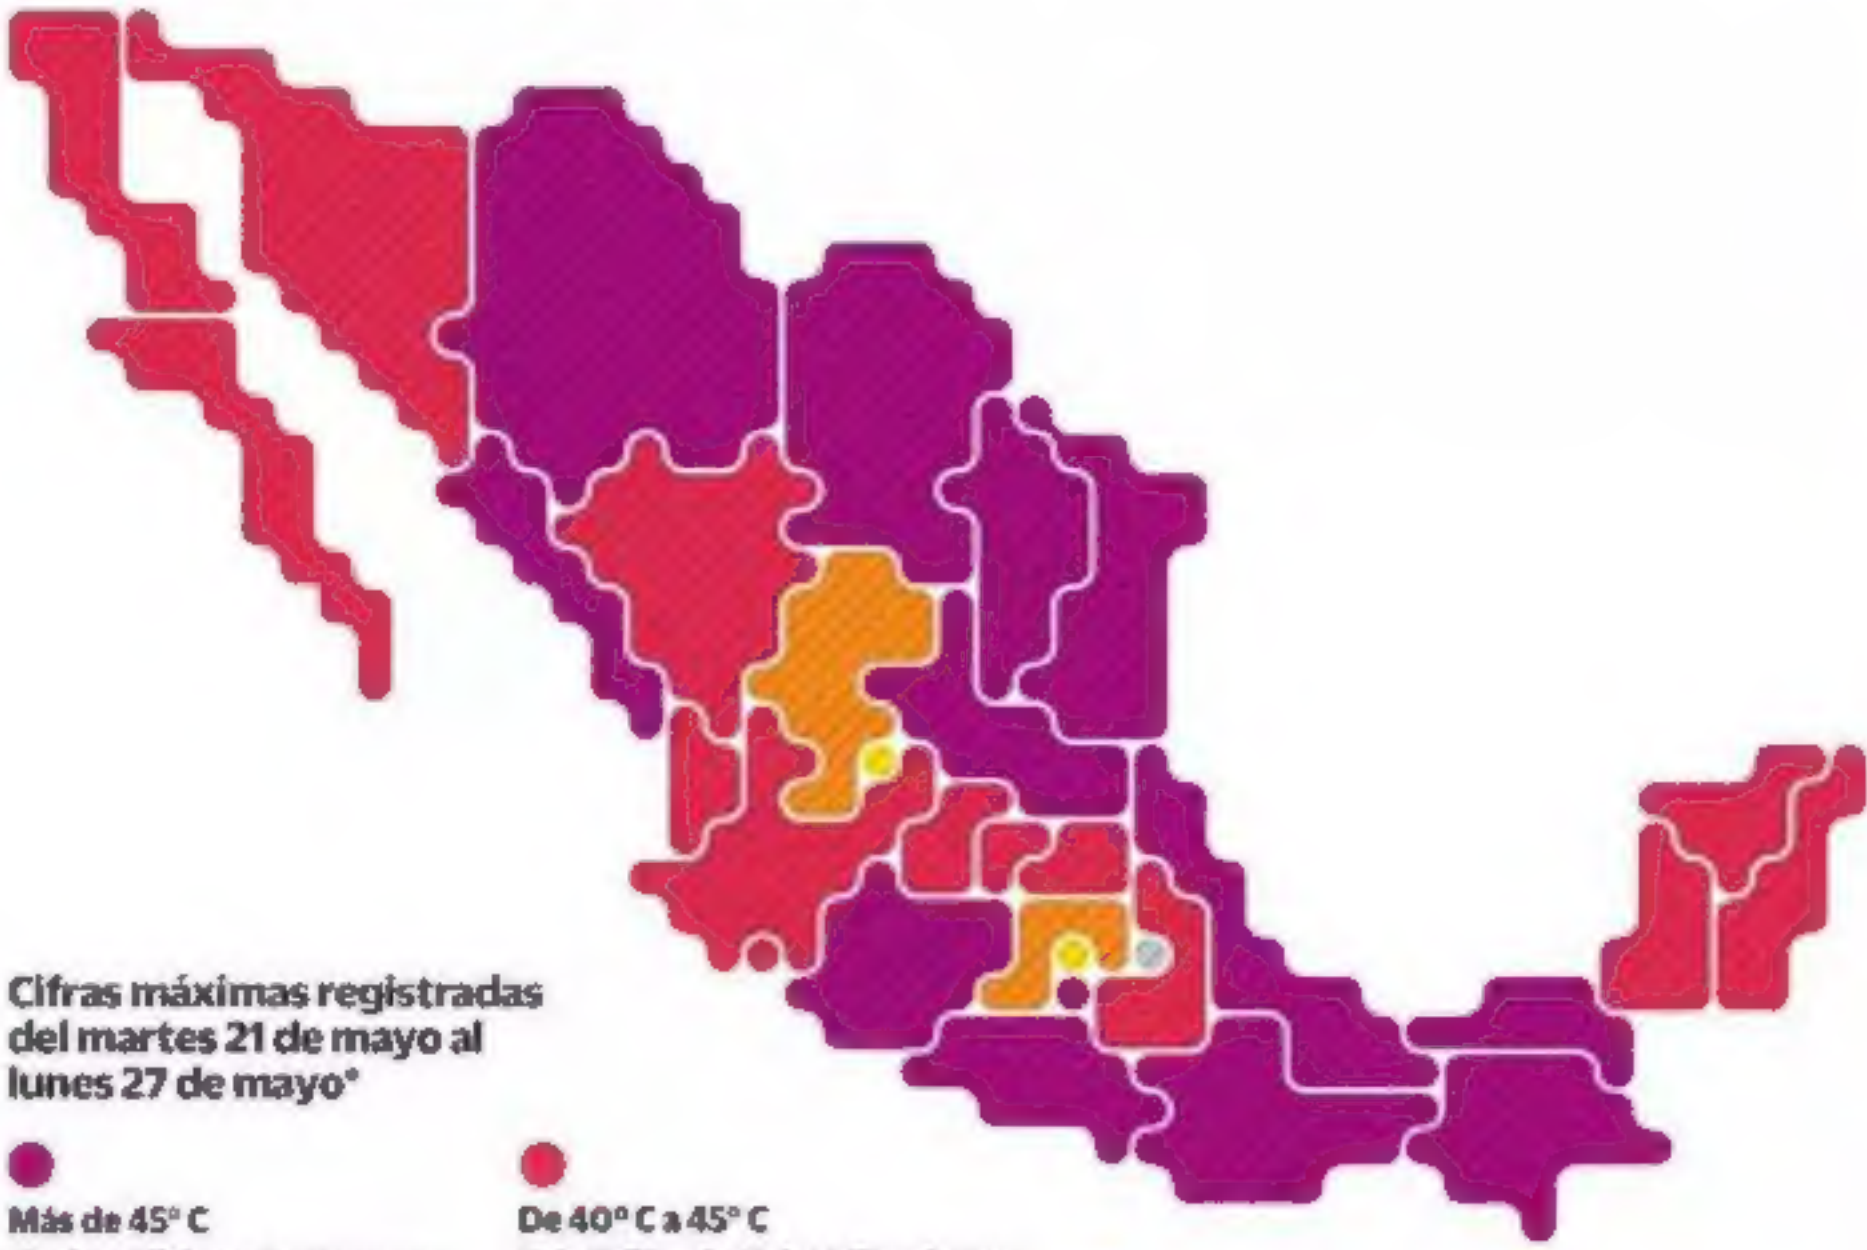 Cifras máximas registradas
del martes 21 de mayo al
lunes 27 de mayo*
Más de 45° C
De 40° C a 45° C